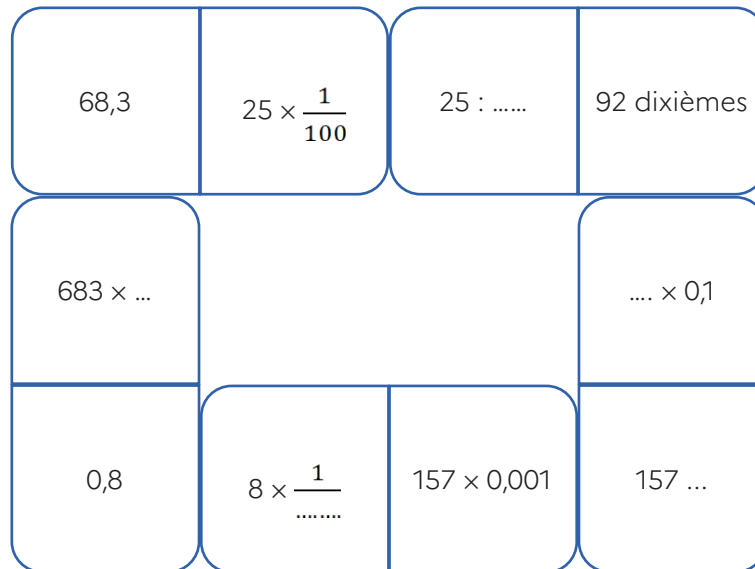 68,3
25 × 1/100
25 : ......
92 dixièmes
683 × ...
.... × 0,1
0,8
8 × 1/........
157 × 0,001
157 ...